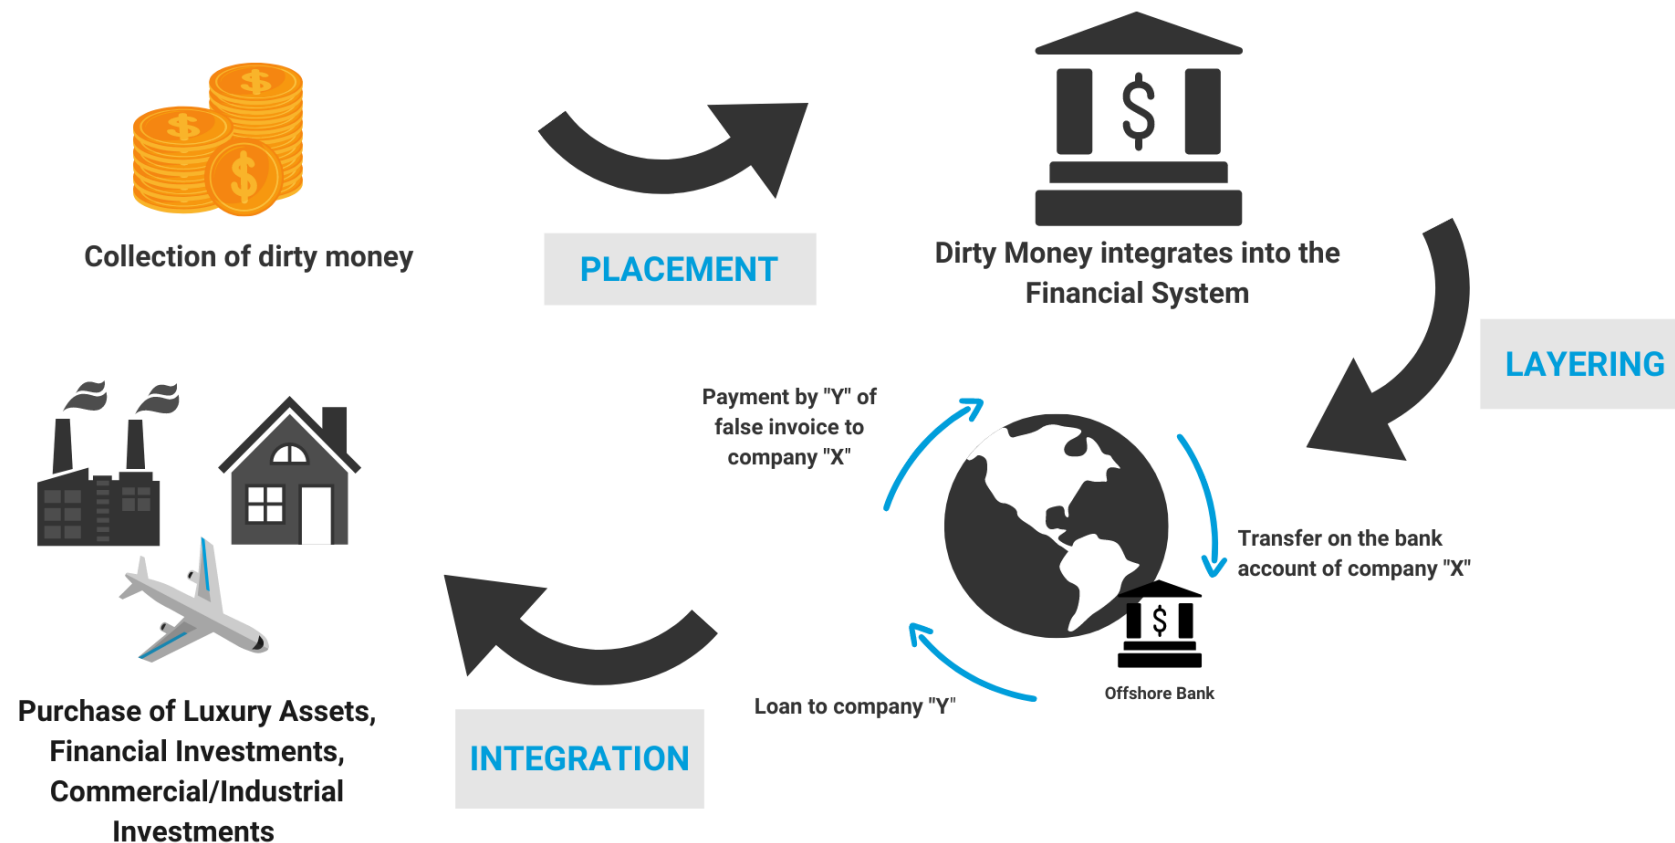 Collection of dirty money
PLACEMENT
Dirty Money integrates into the
Financial System
LAYERING
Payment by "Y" of
false invoice to
company "X"
Transfer on the bank
account of company "X"
Offshore Bank
Loan to company "Y"
INTEGRATION
Purchase of Luxury Assets,
Financial Investments,
Commercial/Industrial
Investments